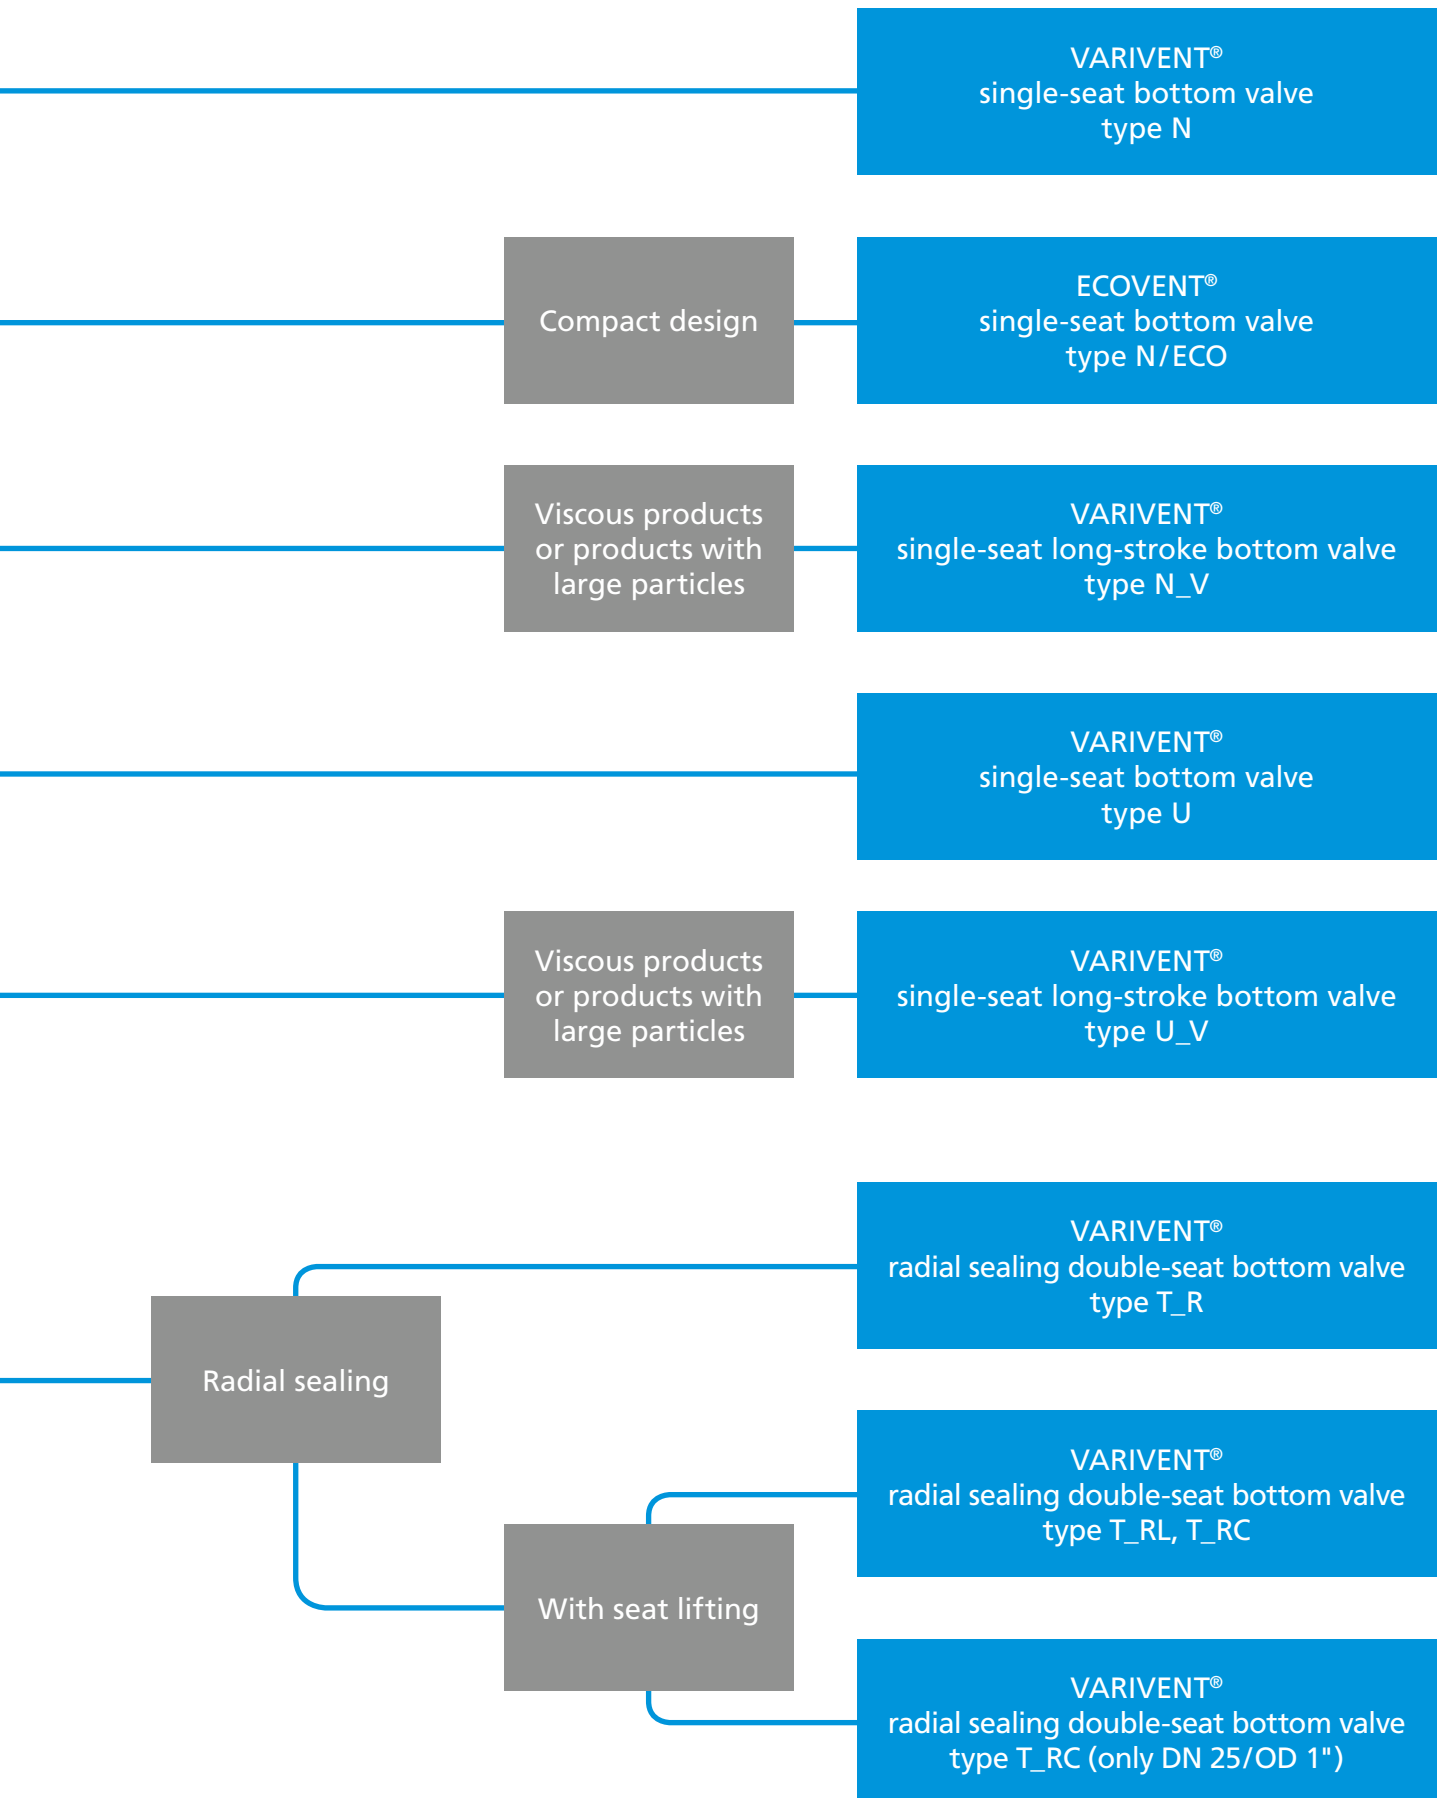 VARIVENT®
single-seat bottom valve
type N
Compact design
ECOVENT®
single-seat bottom valve
type N/ECO
Viscous products
or products with
large particles
VARIVENT®
single-seat long-stroke bottom valve
type N_V
VARIVENT®
single-seat bottom valve
type U
Viscous products
or products with
large particles
VARIVENT®
single-seat long-stroke bottom valve
type U_V
Radial sealing
VARIVENT®
radial sealing double-seat bottom valve
type T_R
With seat lifting
VARIVENT®
radial sealing double-seat bottom valve
type T_RL, T_RC
VARIVENT®
radial sealing double-seat bottom valve
type T_RC (only DN 25/OD 1")